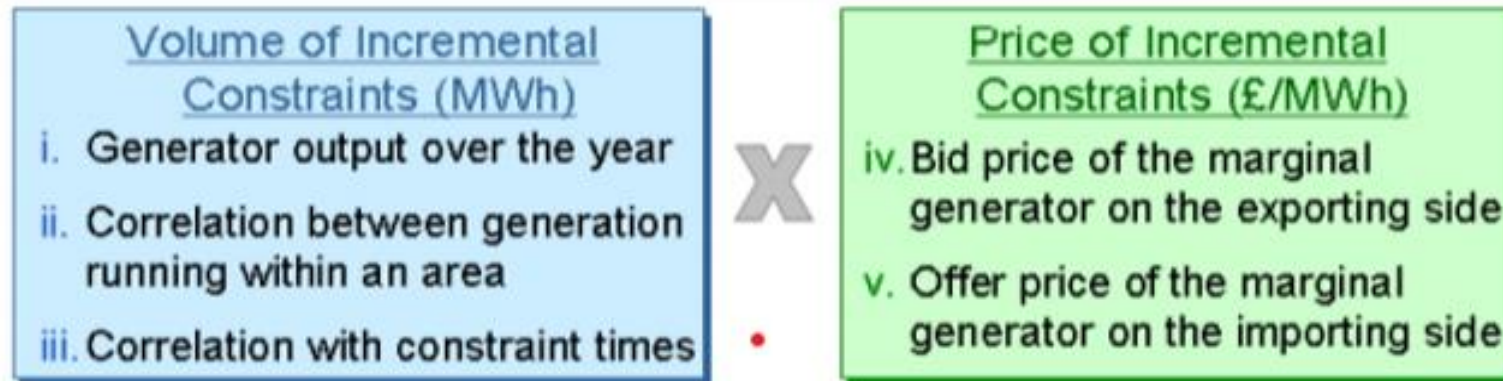 Volume of Incremental
Constraints (MWh)
i. Generator output over the year
ii. Correlation between generation
running within an area
iii. Correlation with constraint times
X
Price of Incremental
Constraints (£/MWh)
iv. Bid price of the marginal
generator on the exporting side
v. Offer price of the marginal
generator on the importing side